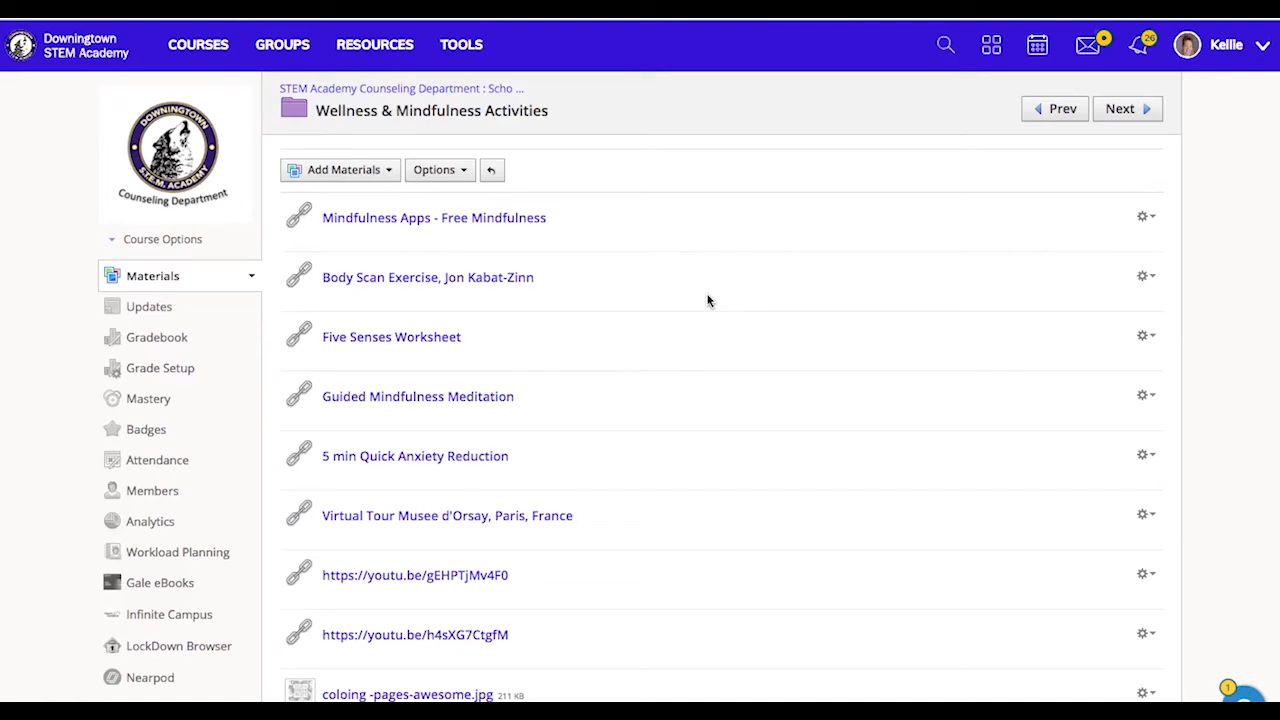 Downingtown
STEM Academy
COURSES
GROUPS
RESOURCES
TOOLS
26
Kellie
DOWNINGTOWN
S.T.E.M. ACADEMY
Counseling Department
Course Options
Materials
Updates
Gradebook
Grade Setup
Mastery
Badges
Attendance
Members
Analytics
Workload Planning
Gale eBooks
Infinite Campus
LockDown Browser
Nearpod
STEM Academy Counseling Department : Scho ...
Wellness & Mindfulness Activities
Prev
Next
Add Materials
Options
Mindfulness Apps - Free Mindfulness
Body Scan Exercise, Jon Kabat-Zinn
Five Senses Worksheet
Guided Mindfulness Meditation
5 min Quick Anxiety Reduction
Virtual Tour Musee d'Orsay, Paris, France
https://youtu.be/gEHPTjMv4F0
https://youtu.be/h4sXG7CtgfM
coloing -pages-awesome.jpg 211 KB
1